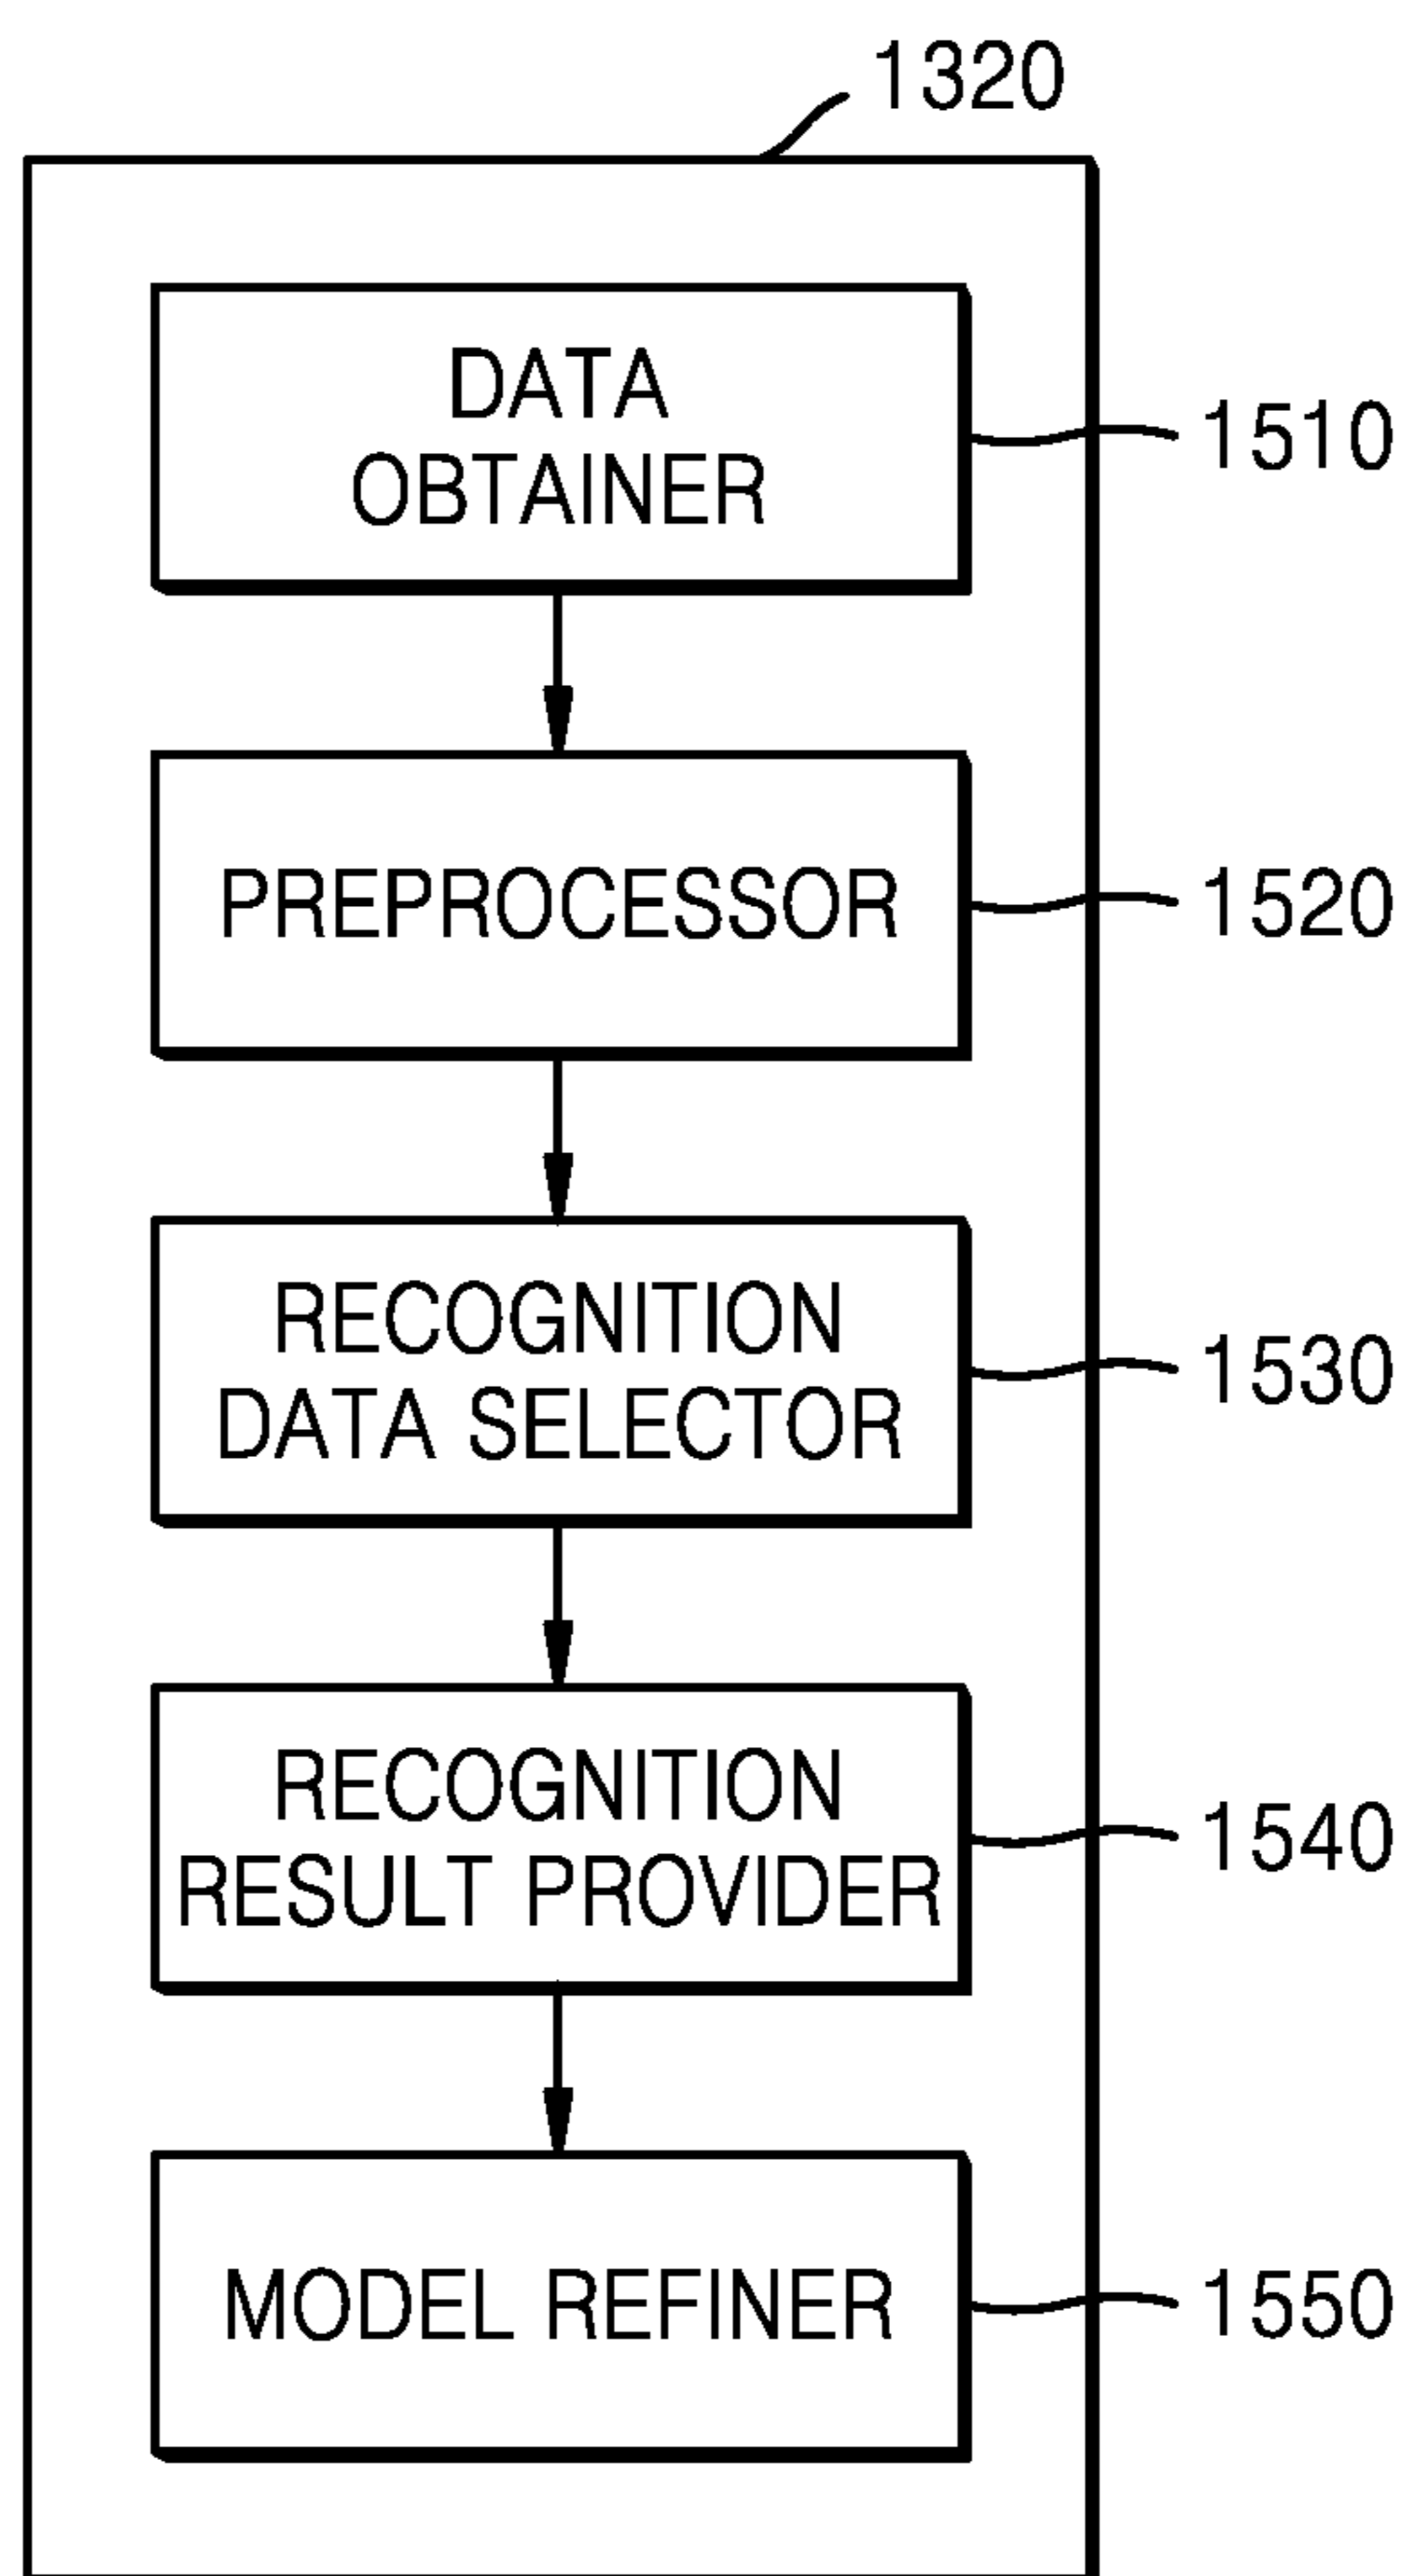 1320
DATA
OBTAINER
1510
PREPROCESSOR
1520
RECOGNITION
DATA SELECTOR
1530
RECOGNITION
RESULT PROVIDER
1540
MODEL REFINER
1550